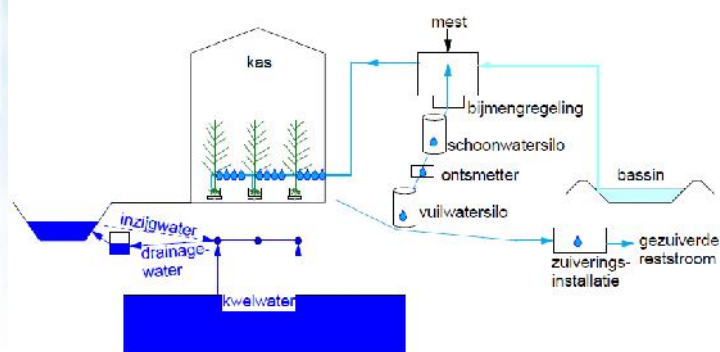 mest
kas
bijmengregeling
schoonwatersilo
ontsmetter
bassin
vuilwatersilo
inzijgwater
drainage-
water
gezuiverde
reststroom
zuiverings-
installatie
kwelwater